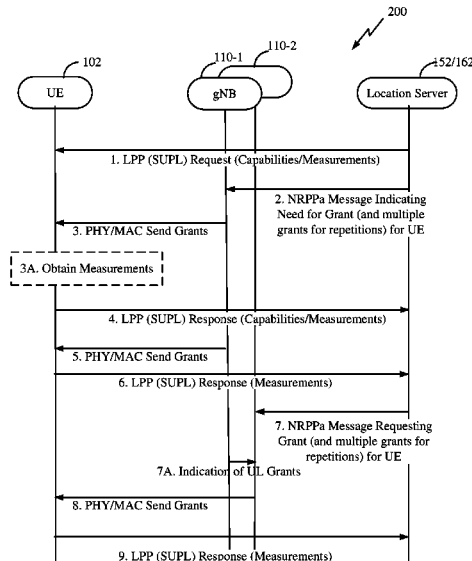 200
110-2
102
110-1
152/162
UE
gNB
Location Server
1. LPP (SUPL) Request (Capabilities/Measurements)
2. NRPPa Message Indicating
Need for Grant (and multiple
grants for repetitions) for UE
3. PHY/MAC Send Grants
3A. Obtain Measurements
4. LPP (SUPL) Response (Capabilities/Measurements)
5. PHY/MAC Send Grants
6. LPP (SUPL) Response (Measurements)
7. NRPPa Message Requesting
Grant (and multiple grants for
repetitions) for UE
7A. Indication of UL Grants
8. PHY/MAC Send Grants
9. LPP (SUPL) Response (Measurements)